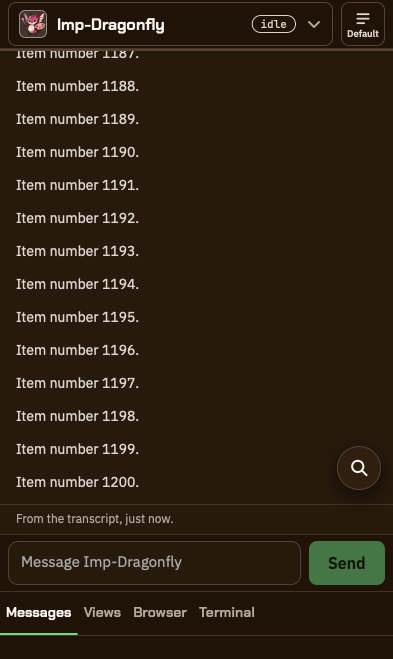 Imp-Dragonfly
idle
Default
Item number 1187.
Item number 1188.
Item number 1189.
Item number 1190.
Item number 1191.
Item number 1192.
Item number 1193.
Item number 1194.
Item number 1195.
Item number 1196.
Item number 1197.
Item number 1198.
Item number 1199.
Item number 1200.
From the transcript, just now.
Message Imp-Dragonfly
Send
Messages Views Browser Terminal